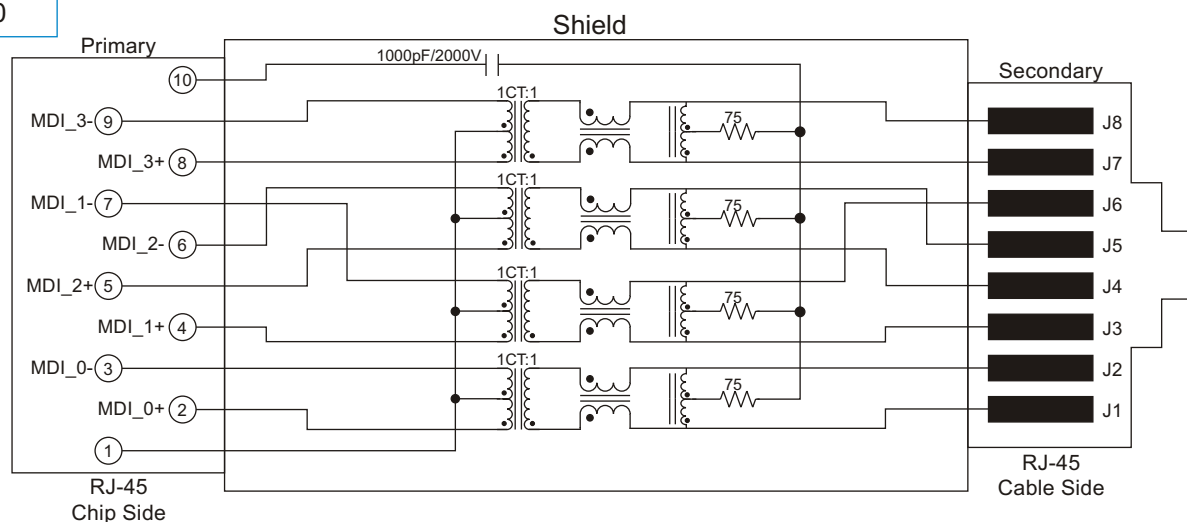 0
Shield
Primary
1000pF/2000V
Secondary
10
1CT:1
MDI_3- 9
75
J8
MDI_3+ 8
J7
1CT:1
MDI_1- 7
75
J6
MDI_2- 6
J5
1CT:1
MDI_2+ 5
75
J4
MDI_1+ 4
J3
1CT:1
MDI_0- 3
75
J2
MDI_0+ 2
J1
1
RJ-45
Chip Side
RJ-45
Cable Side